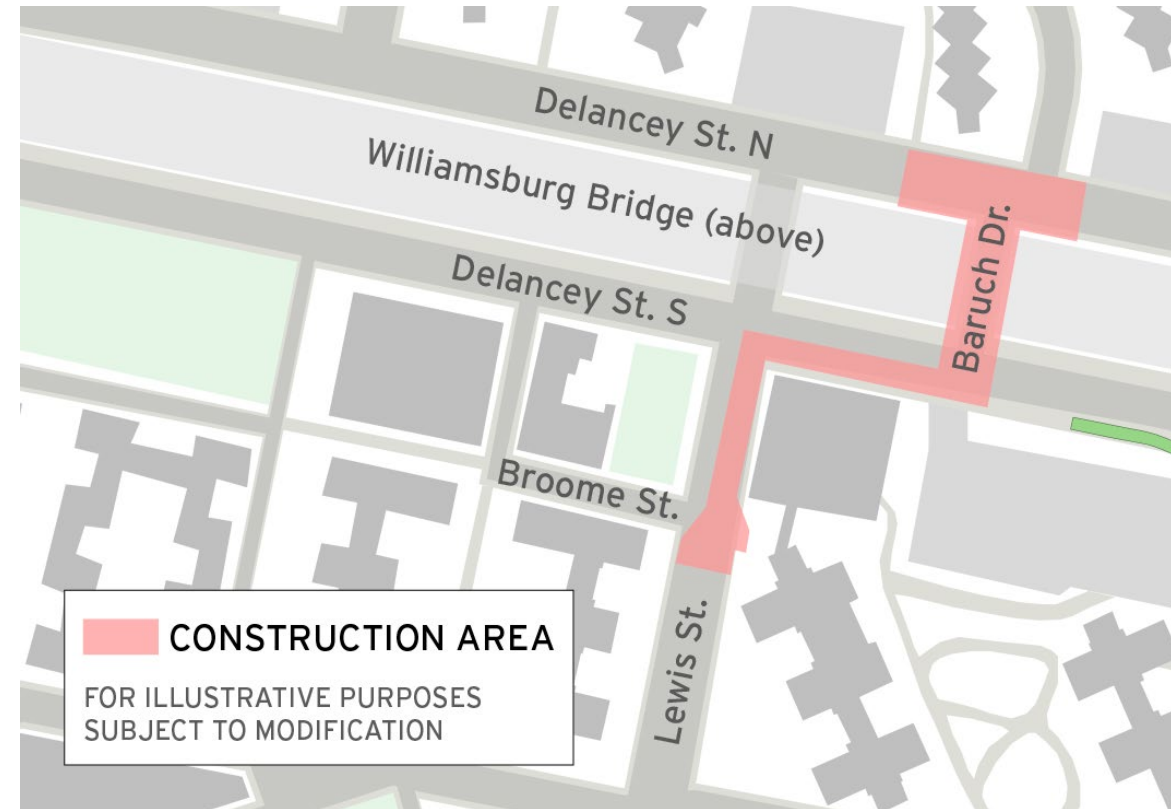 Delancey St. N
Williamsburg Bridge (above)
Delancey St. S
Baruch Dr.
Broome St.
Lewis St.
CONSTRUCTION AREA
FOR ILLUSTRATIVE PURPOSES
SUBJECT TO MODIFICATION